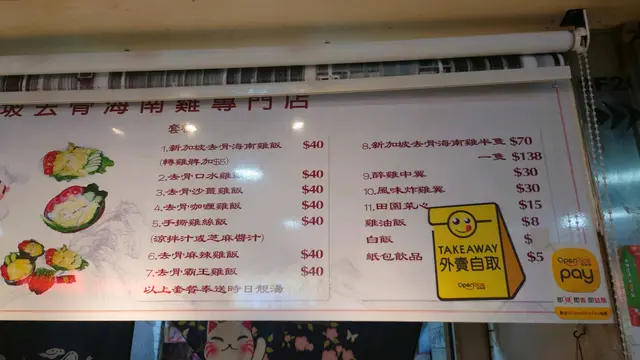 坡去骨海南雞專門店
套餐
1.新加坡去骨海南雞飯 $40
(轉雞髀加$8)
2.去骨口水雞飯 $40
3.去骨沙薑雞飯 $40
4.去骨咖喱雞飯 $40
5.手撕雞絲飯 $40
(涼拌汁或芝麻醬汁)
6.去骨麻辣雞飯 $40
7.去骨霸王雞飯 $40
以上套餐奉送時日靚湯
8.新加坡去骨海南雞半隻 $70
一隻 $138
9.醉雞中翼 $30
10.風味炸雞翼 $30
11.田園菜心 $15
雞油飯 $8
白飯 $
紙包飲品 $5
TAKEAWAY
外賣自取
OpenRice
OpenRice
pay